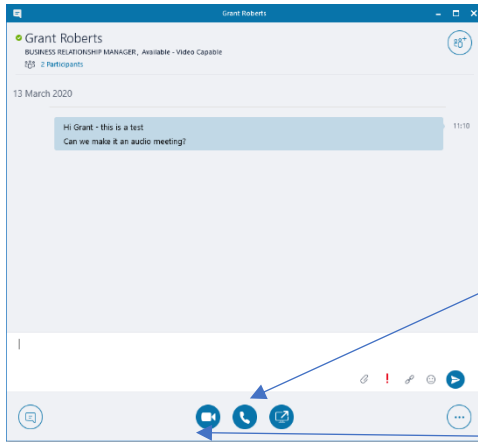 Grant Roberts
Grant Roberts
BUSINESS RELATIONSHIP MANAGER, Available - Video Capable
2 Participants
13 March 2020
Hi Grant - this is a test
11:10
Can we make it an audio meeting?